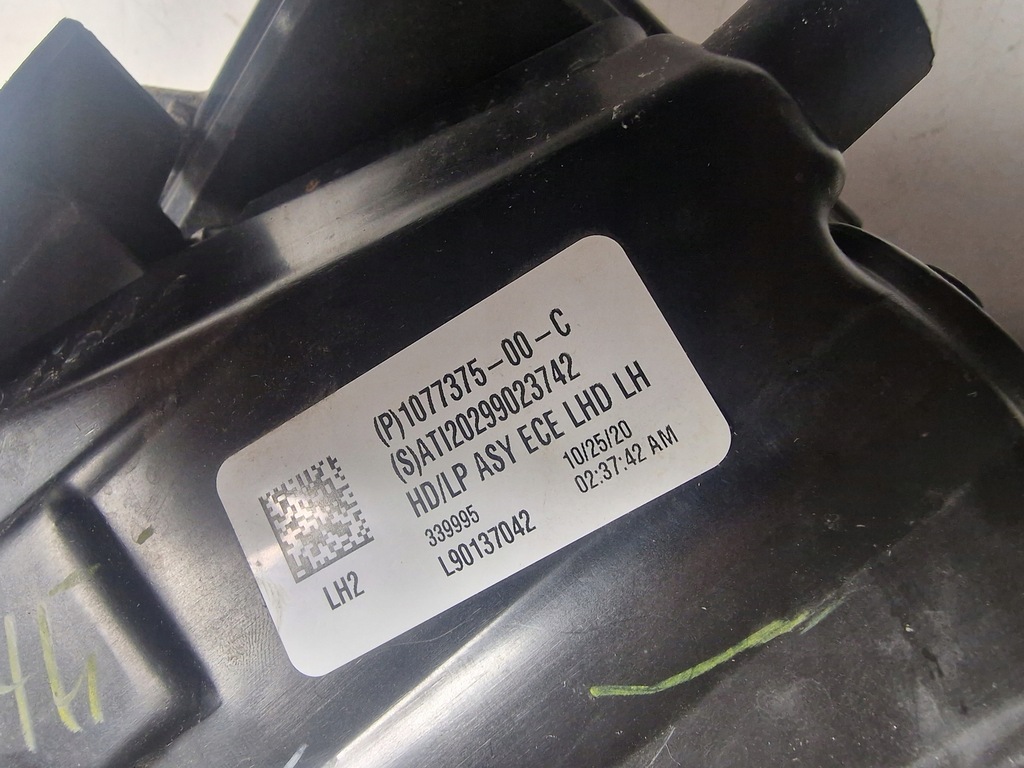 (P)1077375-00-C
(S)ATI20299023742
HD/LP ASY ECE LHD LH
339995 10/25/20
L90137042 02:37:42 AM
LH2